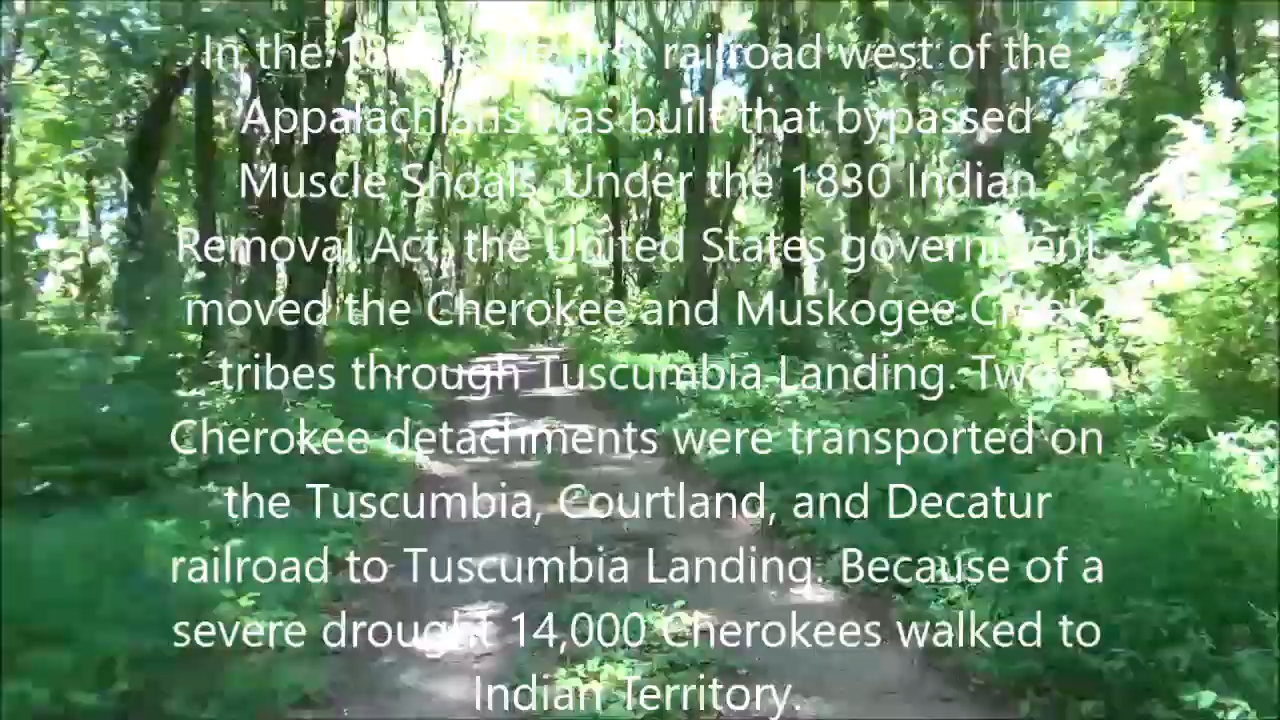 In the first railroad west of the
Appalachians was built that bypassed
Muscle Shoals. Under the 1830 Indian
Removal Act, the United States government
moved the Cherokee and Muskogee Creek
tribes through Tuscumbia Landing. Two
Cherokee detachments were transported on
the Tuscumbia, Courtland, and Decatur
railroad to Tuscumbia Landing. Because of a
severe drought 14,000 Cherokees walked to
Indian Territory.